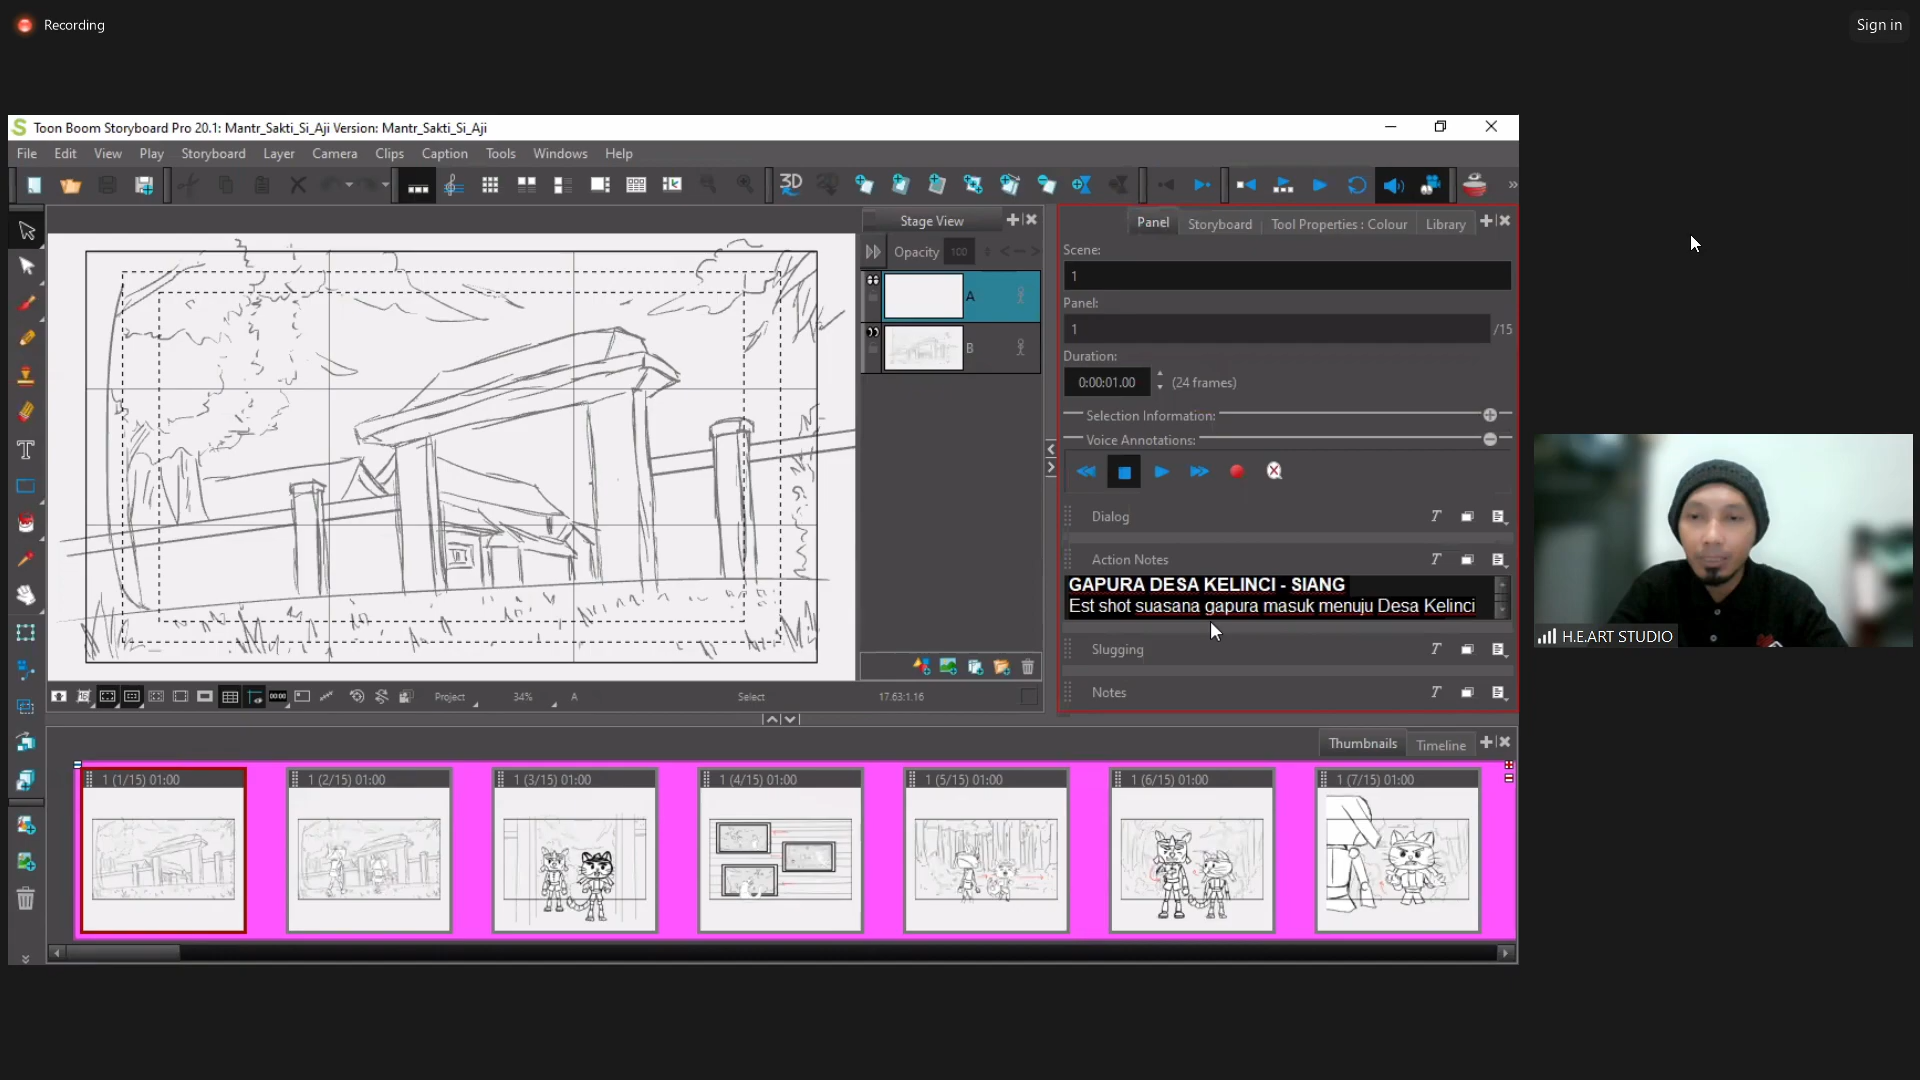 Recording
Sign in
Toon Boom Storyboard Pro 20.1: Mantr_Sakti_Si_Aji Version: Mantr_Sakti_Si_Aji
File Edit View Play Storyboard Layer Camera Clips Caption Tools Windows Help
3D
Stage View
Opacity 100
A
B
Panel Storyboard Tool Properties : Colour Library
Scene:
1
Panel:
1 /15
Duration:
0:00:01.00 (24 frames)
Selection Information:
Voice Annotations:
Dialog
Action Notes
GAPURA DESA KELINCI - SIANG
Est shot suasana gapura masuk menuju Desa Kelinci
Slugging
Notes
H.E.ART STUDIO
Project 34% A Select 17.63:1.16
Thumbnails Timeline
1 (1/15) 01:00
1 (2/15) 01:00
1 (3/15) 01:00
1 (4/15) 01:00
1 (5/15) 01:00
1 (6/15) 01:00
1 (7/15) 01:00